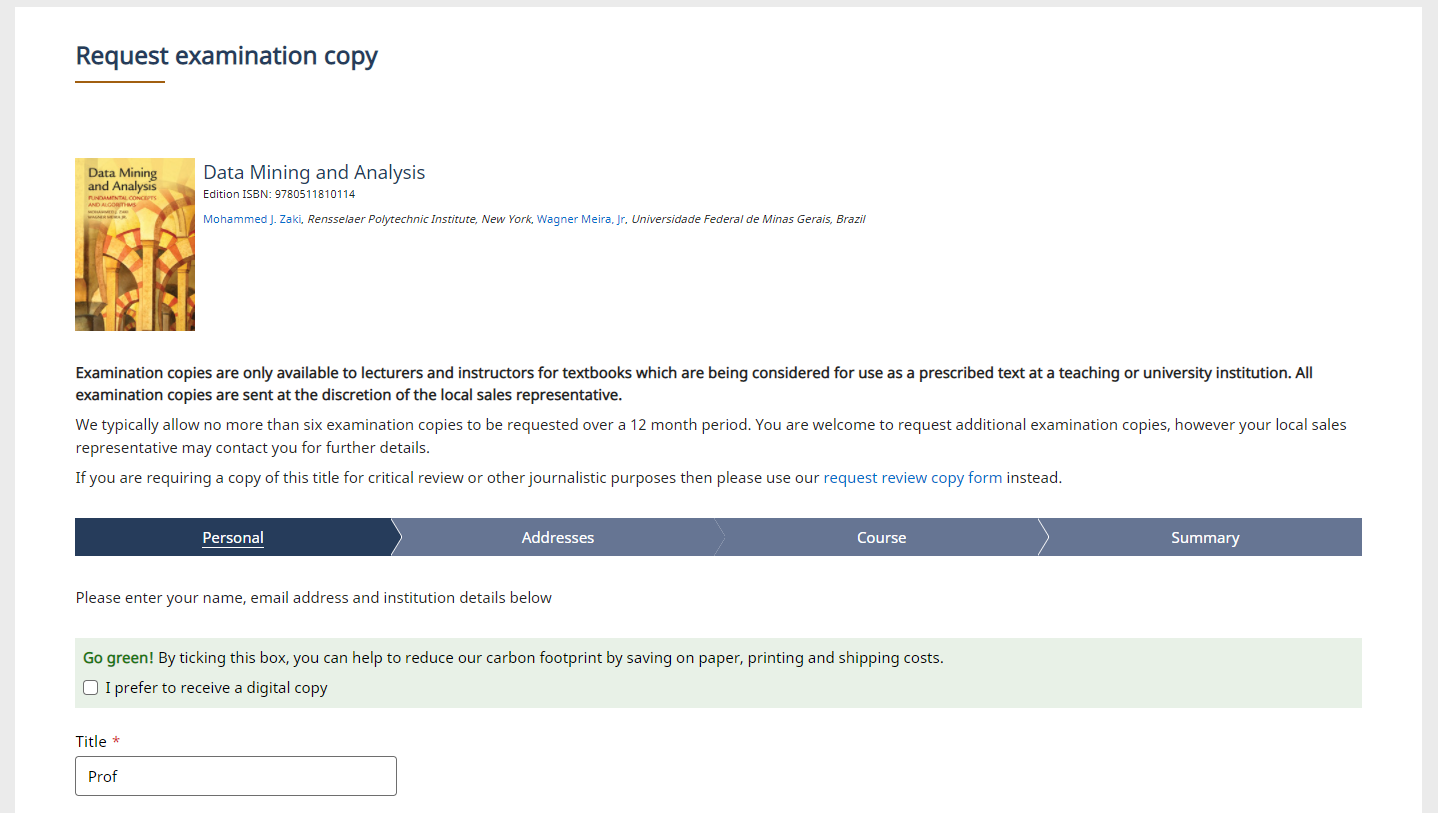 Request examination copy
Data Mining
and Analysis
FUNDAMENTAL CONCEPTS
AND ALGORITHMS
MOHAMMED J. ZAKI
WAGNER MEIRA JR.
Data Mining and Analysis
Edition ISBN: 9780511810114
Mohammed J. Zaki, Rensselaer Polytechnic Institute, New York, Wagner Meira, Jr, Universidade Federal de Minas Gerais, Brazil
Examination copies are only available to lecturers and instructors for textbooks which are being considered for use as a prescribed text at a teaching or university institution. All
examination copies are sent at the discretion of the local sales representative.
We typically allow no more than six examination copies to be requested over a 12 month period. You are welcome to request additional examination copies, however your local sales
representative may contact you for further details.
If you are requiring a copy of this title for critical review or other journalistic purposes then please use our request review copy form instead.
Personal
Addresses
Course
Summary
Please enter your name, email address and institution details below
Go green! By ticking this box, you can help to reduce our carbon footprint by saving on paper, printing and shipping costs.
I prefer to receive a digital copy
Title *
Prof